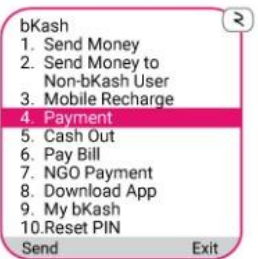 bKash
1. Send Money
2. Send Money to
Non-bKash User
3. Mobile Recharge
4. Payment
5. Cash Out
6. Pay Bill
7. NGO Payment
8. Download App
9. My bKash
10.Reset PIN
Send Exit
২